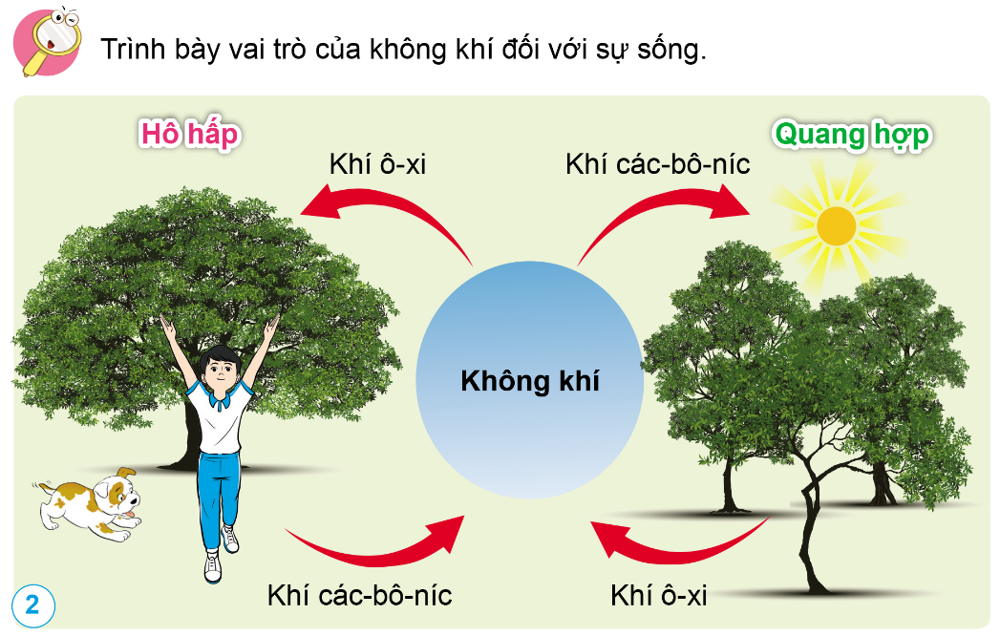 Trình bày vai trò của không khí đối với sự sống.
Hô hấp
Quang hợp
Khí ô-xi
Khí các-bô-níc
Không khí
Khí các-bô-níc
Khí ô-xi
2